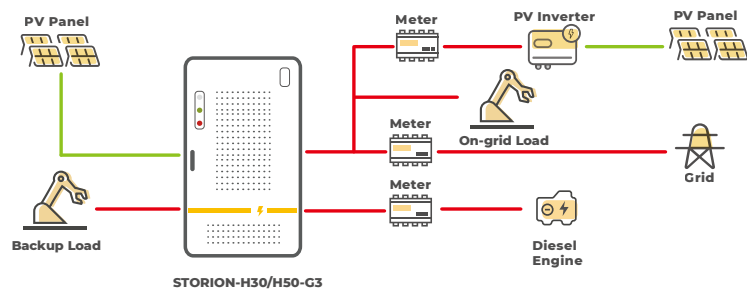 PV Panel
Meter
PV Inverter
PV Panel
Meter
On-grid Load
Grid
Meter
Backup Load
Diesel
Engine
STORION-H30/H50-G3